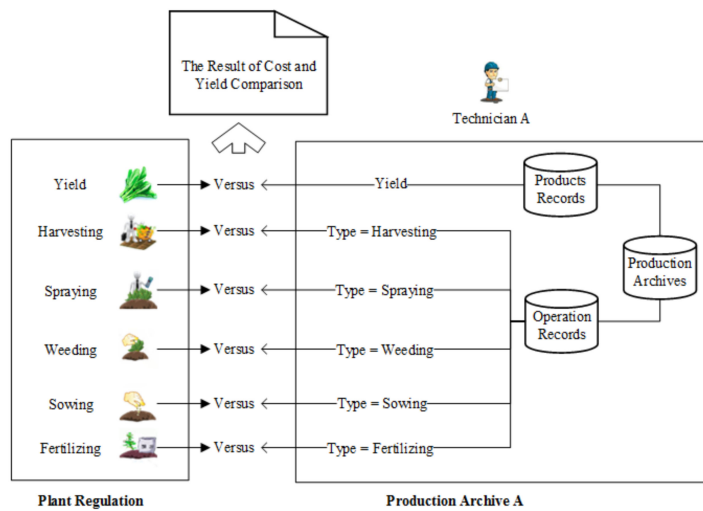 The Result of Cost and
Yield Comparison
Technician A
Yield
Versus
Yield
Products
Records
Harvesting
Versus
Type = Harvesting
Production
Archives
Spraying
Versus
Type = Spraying
Operation
Records
Weeding
Versus
Type = Weeding
Sowing
Versus
Type = Sowing
Fertilizing
Versus
Type = Fertilizing
Plant Regulation
Production Archive A